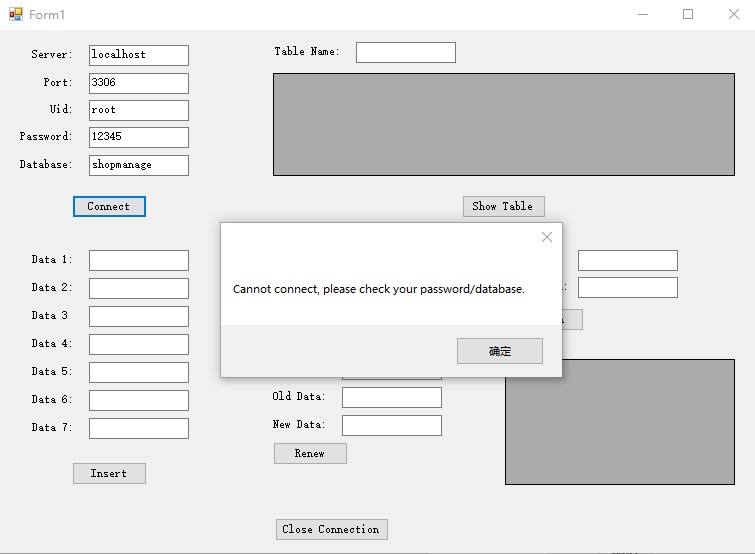 Form1
Server: localhost
Table Name:
Port: 3306
Uid: root
Password: 12345
Database: shopmanage
Connect
Show Table
Cannot connect, please check your password/database.
确定
Data 1:
Data 2:
Data 3
Data 4:
Data 5:
Data 6:
Data 7:
Old Data:
New Data:
Renew
Insert
Close Connection